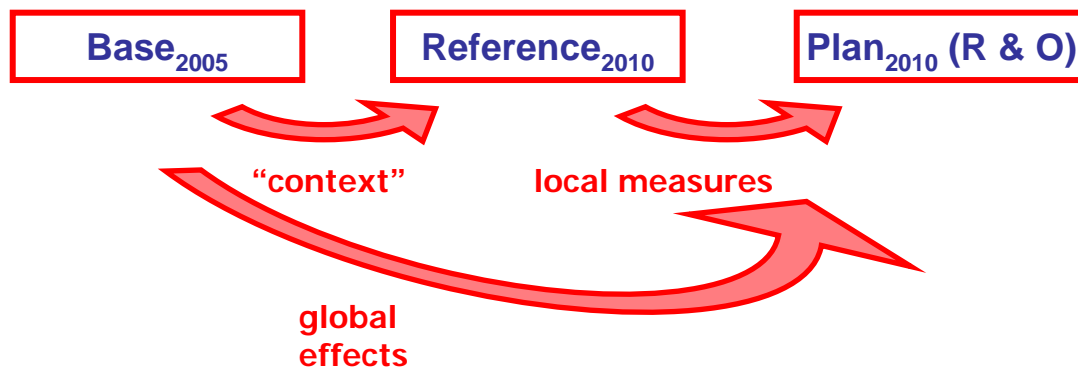 Base2005
Reference2010
Plan2010 (R & O)
“context”
local measures
global
effects